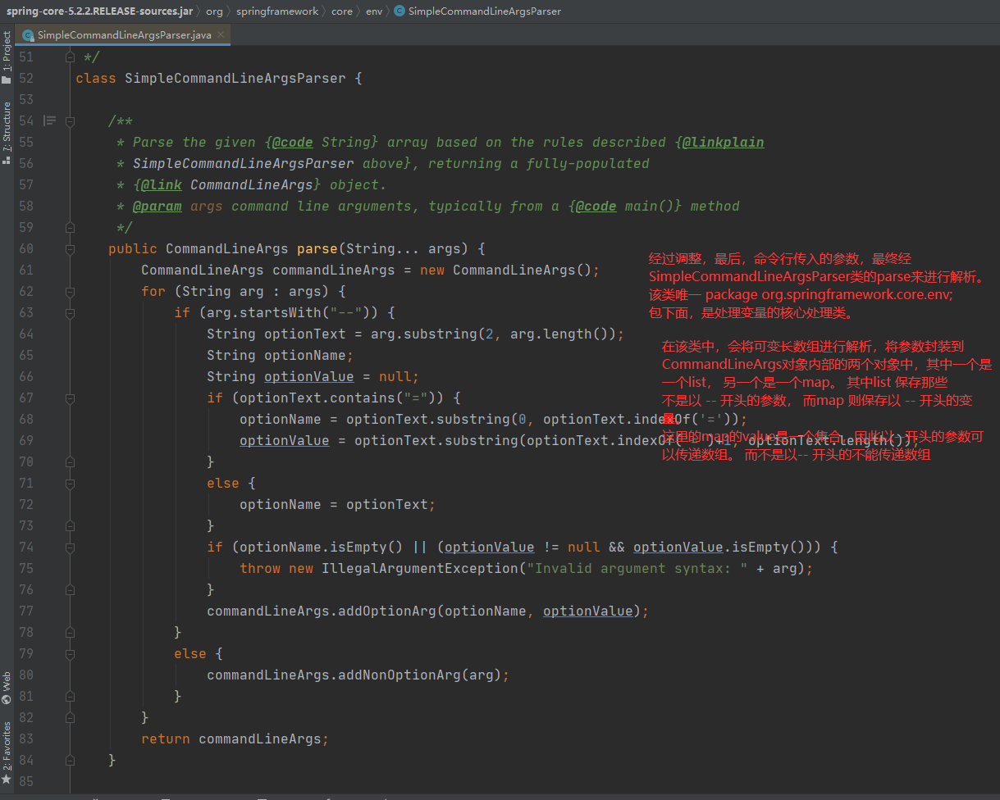 spring-core-5.2.2.RELEASE-sources.jar org springframework core env SimpleCommandLineArgsParser
SimpleCommandLineArgsParser.java
1: Project
7: Structure
Web
2: Favorites
51 */
52 class SimpleCommandLineArgsParser {
53
54 /**
55 * Parse the given {@code String} array based on the rules described {@linkplain
56 * SimpleCommandLineArgsParser above}, returning a fully-populated
57 * {@link CommandLineArgs} object.
58 * @param args command line arguments, typically from a {@code main()} method
59 */
60 public CommandLineArgs parse(String... args) {
61 CommandLineArgs commandLineArgs = new CommandLineArgs();
62 for (String arg : args) {
63 if (arg.startsWith("--")) {
64 String optionText = arg.substring(2, arg.length());
65 String optionName;
66 String optionValue = null;
67 if (optionText.contains("=")) {
68 optionName = optionText.substring(0, optionText.indexOf('='));
69 optionValue = optionText.substring(optionText.indexOf('=')+1, optionText.length());
70 }
71 else {
72 optionName = optionText;
73 }
74 if (optionName.isEmpty() || (optionValue != null && optionValue.isEmpty())) {
75 throw new IllegalArgumentException("Invalid argument syntax: " + arg);
76 }
77 commandLineArgs.addOptionArg(optionName, optionValue);
78 }
79 else {
80 commandLineArgs.addNonOptionArg(arg);
81 }
82 }
83 return commandLineArgs;
84 }
85
经过调整，最后，命令行传入的参数，最终经
SimpleCommandLineArgsParser类的parse来进行解析。
该类唯一 package org.springframework.core.env;
包下面，是处理变量的核心处理类。
在该类中，会将可变长数组进行解析，将参数封装到
CommandLineArgs对象内部的两个对象中，其中一个是
一个list， 另一个是一个map。 其中list 保存那些
不是以 -- 开头的参数， 而map 则保存以 -- 开头的变
量。
这里的map的value是一个集合，因此以--开头的参数可
以传递数组。 而不是以-- 开头的不能传递数组